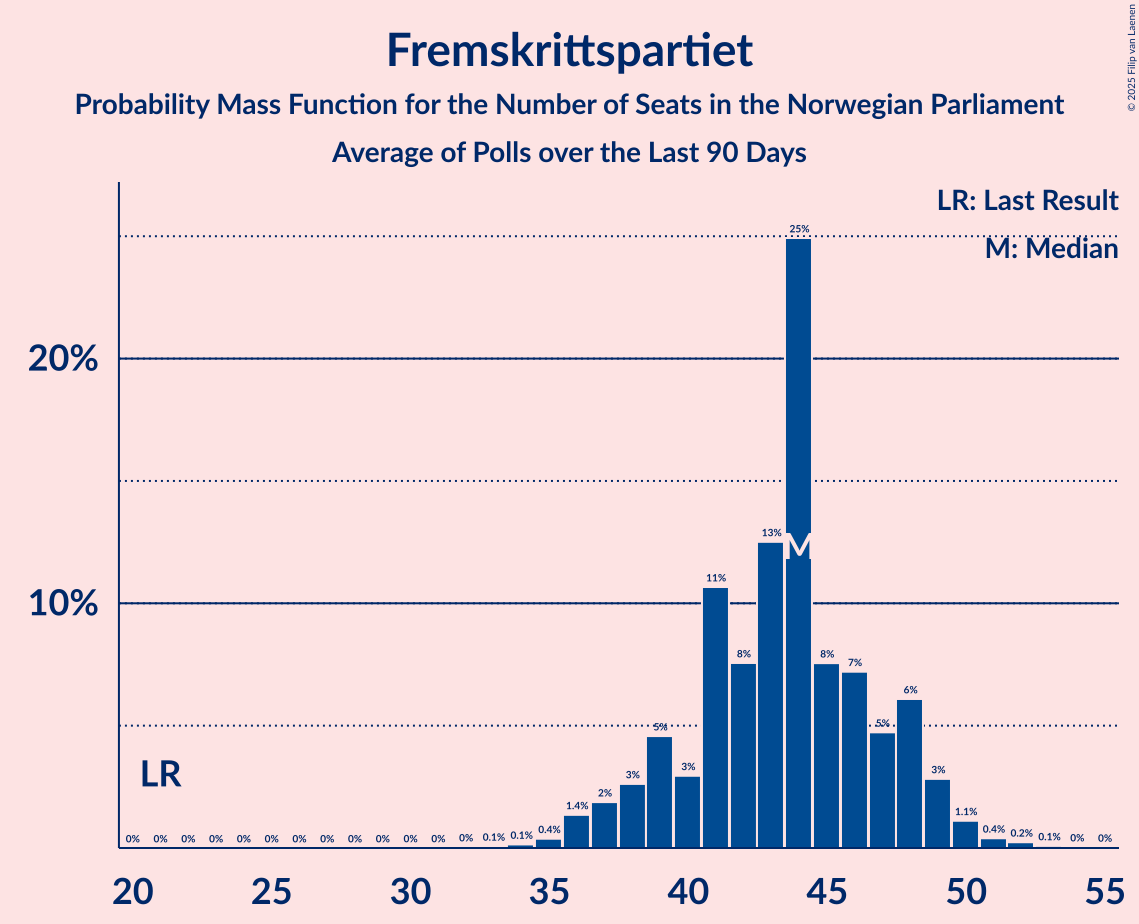 Fremskrittspartiet
Probability Mass Function for the Number of Seats in the Norwegian Parliament
Average of Polls over the Last 90 Days
© 2025 Filip van Laenen
LR: Last Result
M: Median
20%
10%
LR
M
0% 0% 0% 0% 0% 0% 0% 0% 0% 0% 0% 0% 0% 0.1% 0.1% 0.4% 1.4% 2% 3% 5% 3% 11% 8% 13% 25% 8% 7% 5% 6% 3% 1.1% 0.4% 0.2% 0.1% 0% 0%
20 25 30 35 40 45 50 55